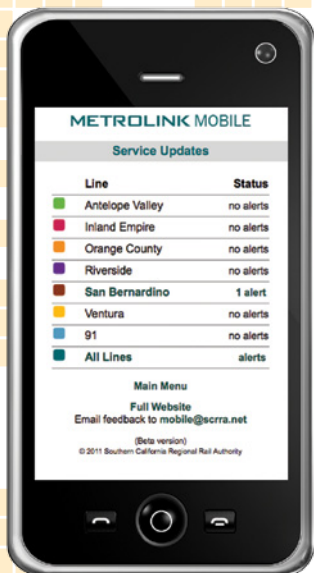 METROLINK MOBILE
Service Updates
Line Status
Antelope Valley no alerts
Inland Empire no alerts
Orange County no alerts
Riverside no alerts
San Bernardino 1 alert
Ventura no alerts
91 no alerts
All Lines alerts
Main Menu
Full Website
Email feedback to mobile@scrra.net
(Beta version)
© 2011 Southern California Regional Rail Authority